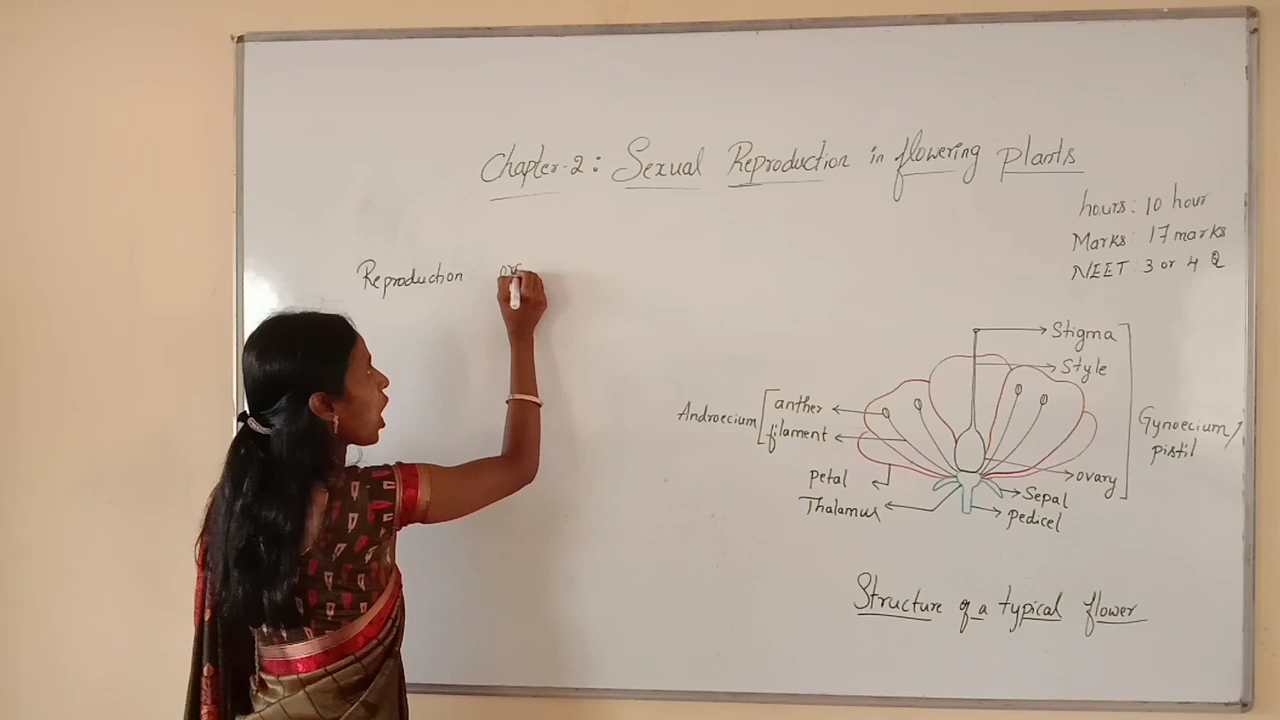 Chapter-2: Sexual Reproduction in flowering plants
hours: 10 hour
Marks: 17 marks
NEET: 3 or 4 Q
Reproduction:
Stigma
Style
Androecium
anther
filament
Gynoecium/
pistil
petal
ovary
Thalamus
Sepal
pedicel
Structure of a typical flower